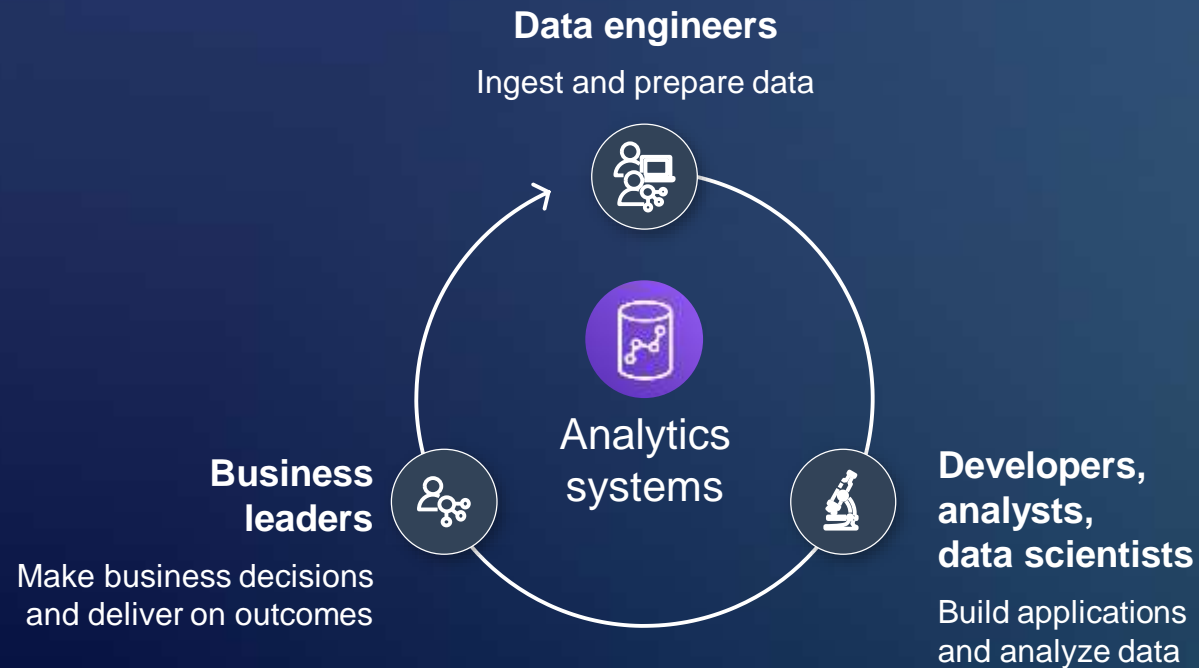 Data engineers
Ingest and prepare data
Analytics
systems
Business
leaders
Make business decisions
and deliver on outcomes
Developers,
analysts,
data scientists
Build applications
and analyze data